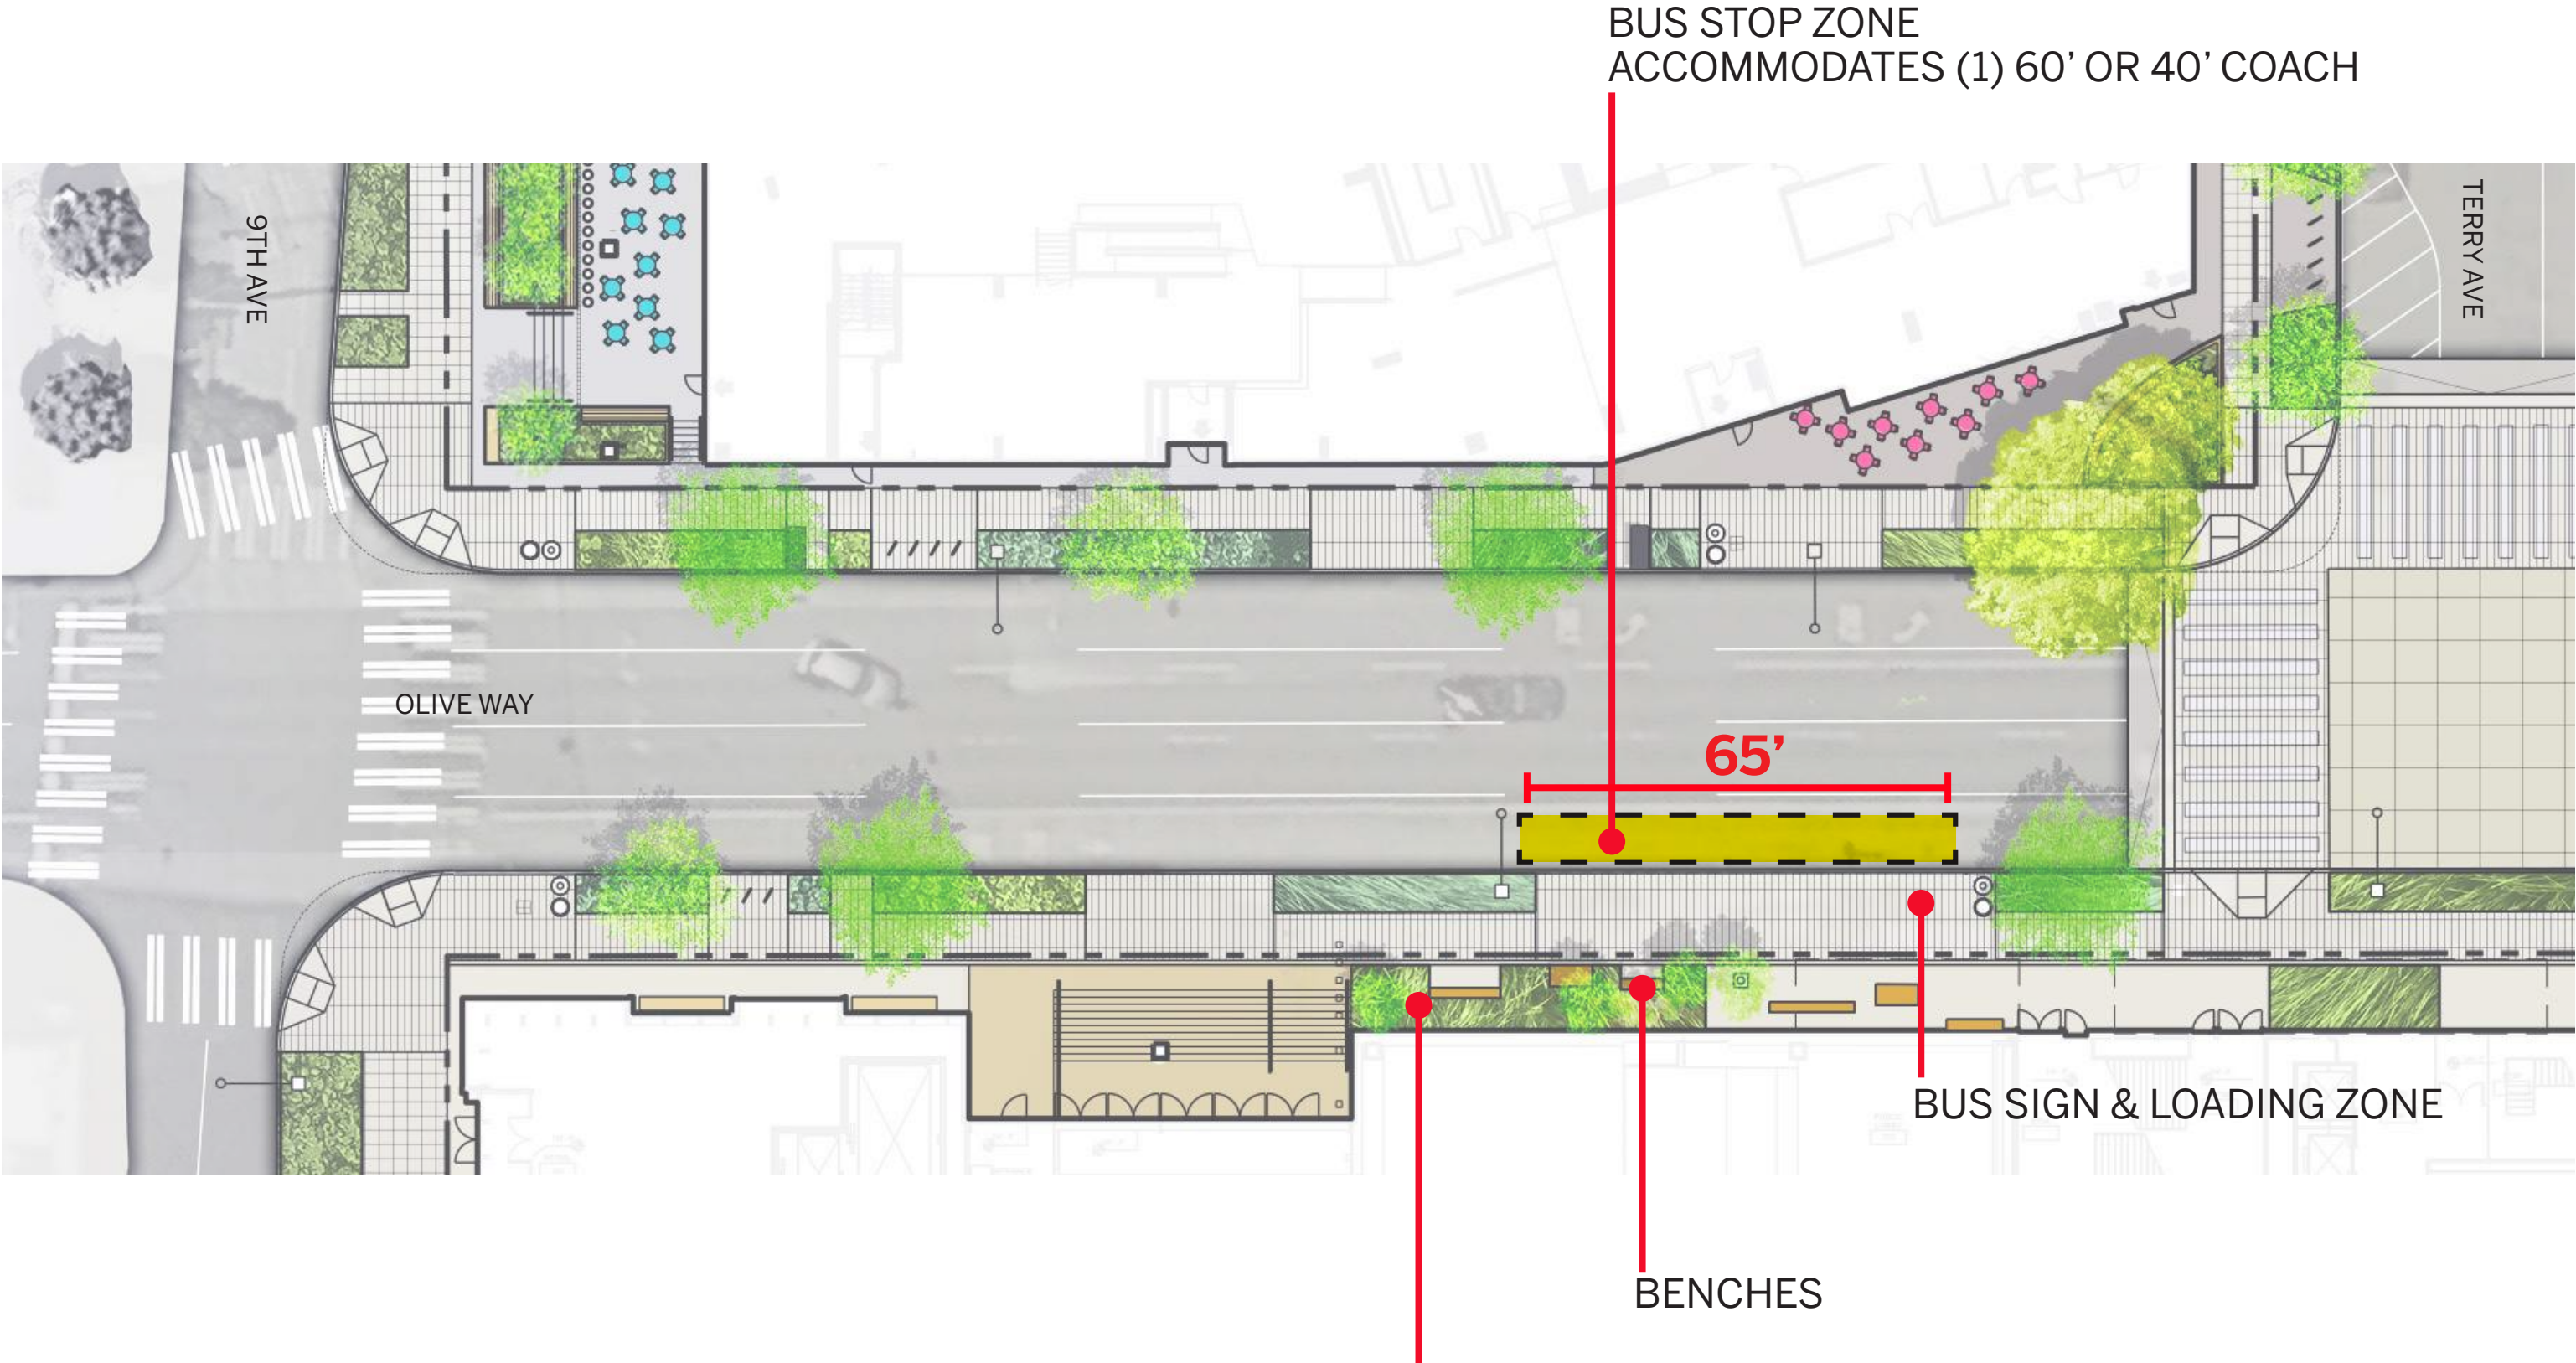 BUS STOP ZONE
ACCOMMODATES (1) 60’ OR 40’ COACH
9TH AVE
TERRY AVE
OLIVE WAY
65’
BUS SIGN & LOADING ZONE
BENCHES